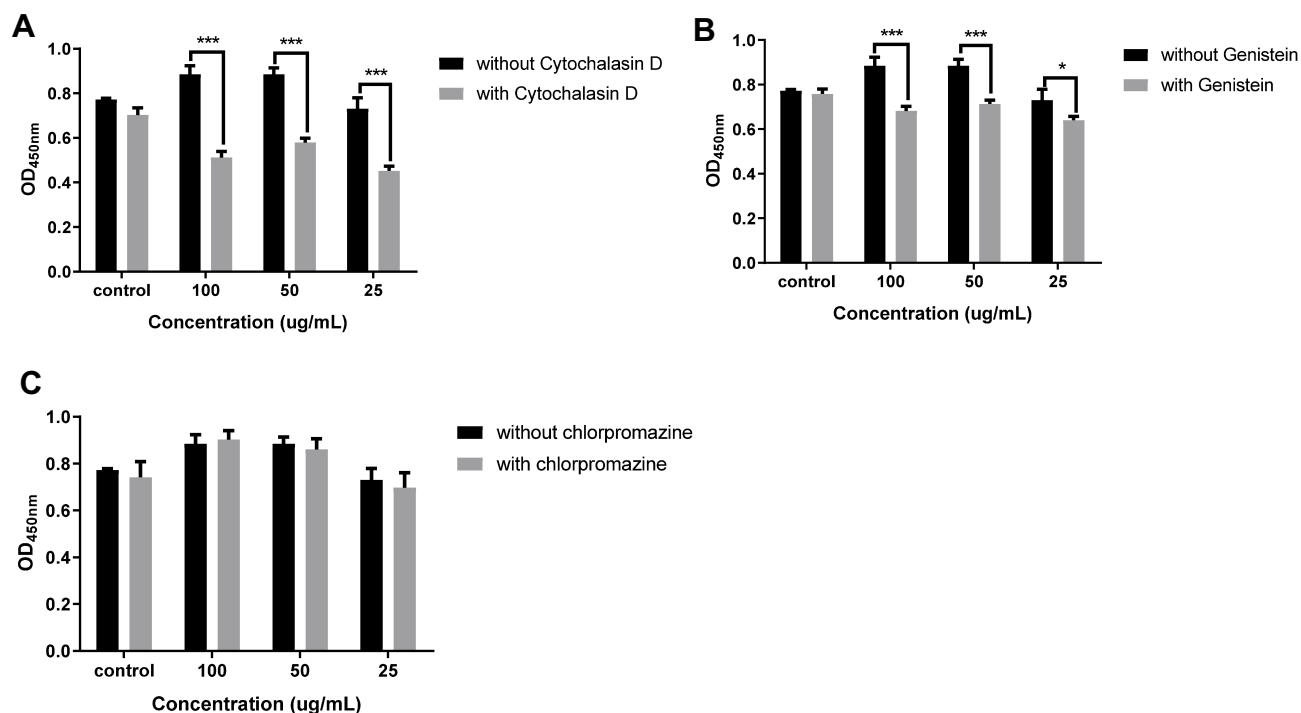 A
1.0
0.8
0.6
0.4
0.2
0.0
OD450nm
*** *** ***
control 100 50 25
Concentration (ug/mL)
without Cytochalasin D
with Cytochalasin D
B
1.0
0.8
0.6
0.4
0.2
0.0
OD450nm
*** *** *
control 100 50 25
Concentration (ug/mL)
without Genistein
with Genistein
C
1.0
0.8
0.6
0.4
0.2
0.0
OD450nm
control 100 50 25
Concentration (ug/mL)
without chlorpromazine
with chlorpromazine